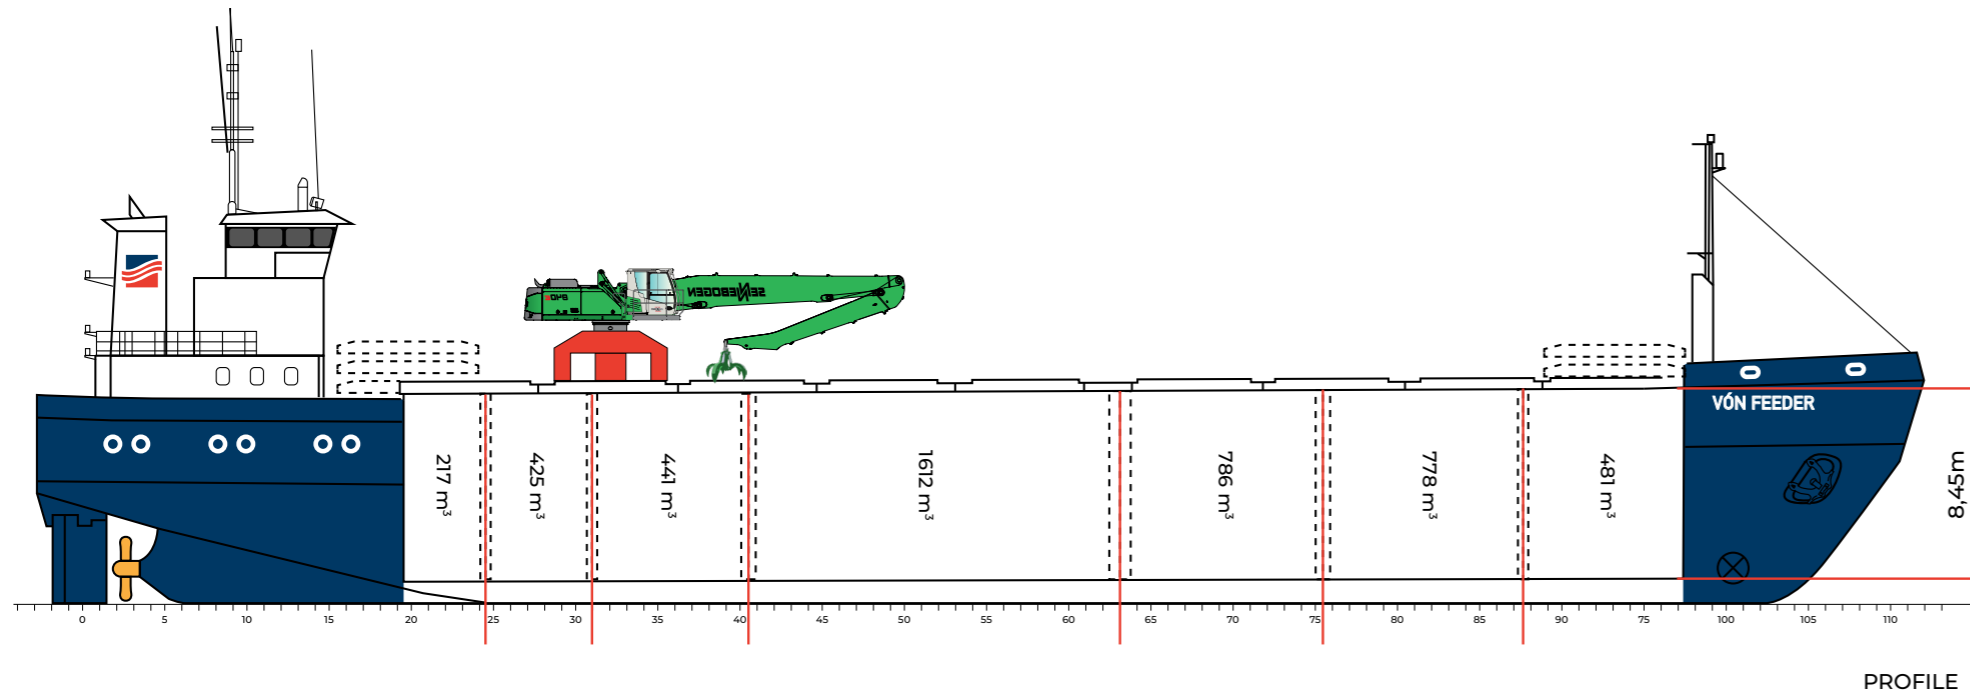 840
SENNEBOGEN
VÓN FEEDER
217 m³
425 m³
441 m³
1612 m³
786 m³
778 m³
481 m³
8,45m
0 5 10 15 20 25 30 35 40 45 50 55 60 65 70 75 80 85 90 75 100 105 110
PROFILE